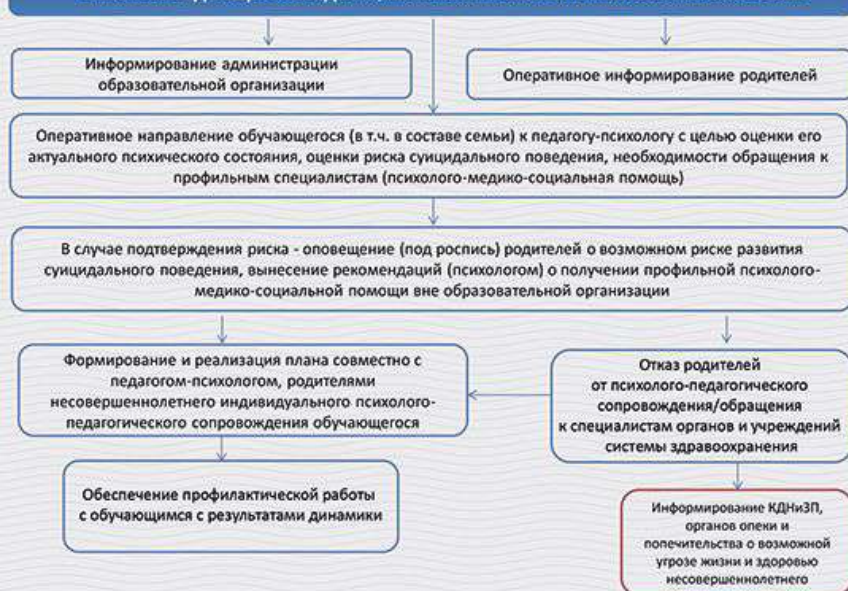 Информирование администрации
образовательной организации
Оперативное информирование родителей
Оперативное направление обучающегося (в т.ч. в составе семьи) к педагогу-психологу с целью оценки его
актуального психического состояния, оценки риска суицидального поведения, необходимости обращения к
профильным специалистам (психолого-медико-социальная помощь)
В случае подтверждения риска - оповещение (под роспись) родителей о возможном риске развития
суицидального поведения, вынесение рекомендаций (психологом) о получении профильной психолого-
медико-социальной помощи вне образовательной организации
Формирование и реализация плана совместно с
педагогом-психологом, родителями
несовершеннолетнего индивидуального психолого-
педагогического сопровождения обучающегося
Отказ родителей
от психолого-педагогического
сопровождения/обращения
к специалистам органов и учреждений
системы здравоохранения
Обеспечение профилактической работы
с обучающимся с результатами динамики
Информирование КДНиЗП,
органов опеки и
попечительства о возможной
угрозе жизни и здоровью
несовершеннолетнего